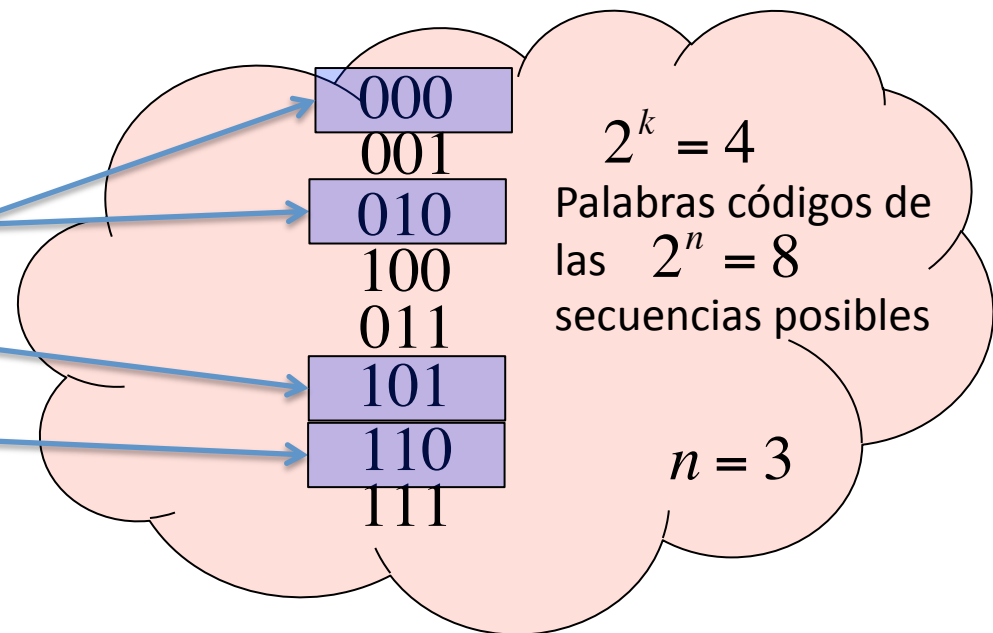 000
001
010
100
011
101
110
111
2^k = 4
Palabras códigos de
las 2^n = 8
secuencias posibles
n = 3